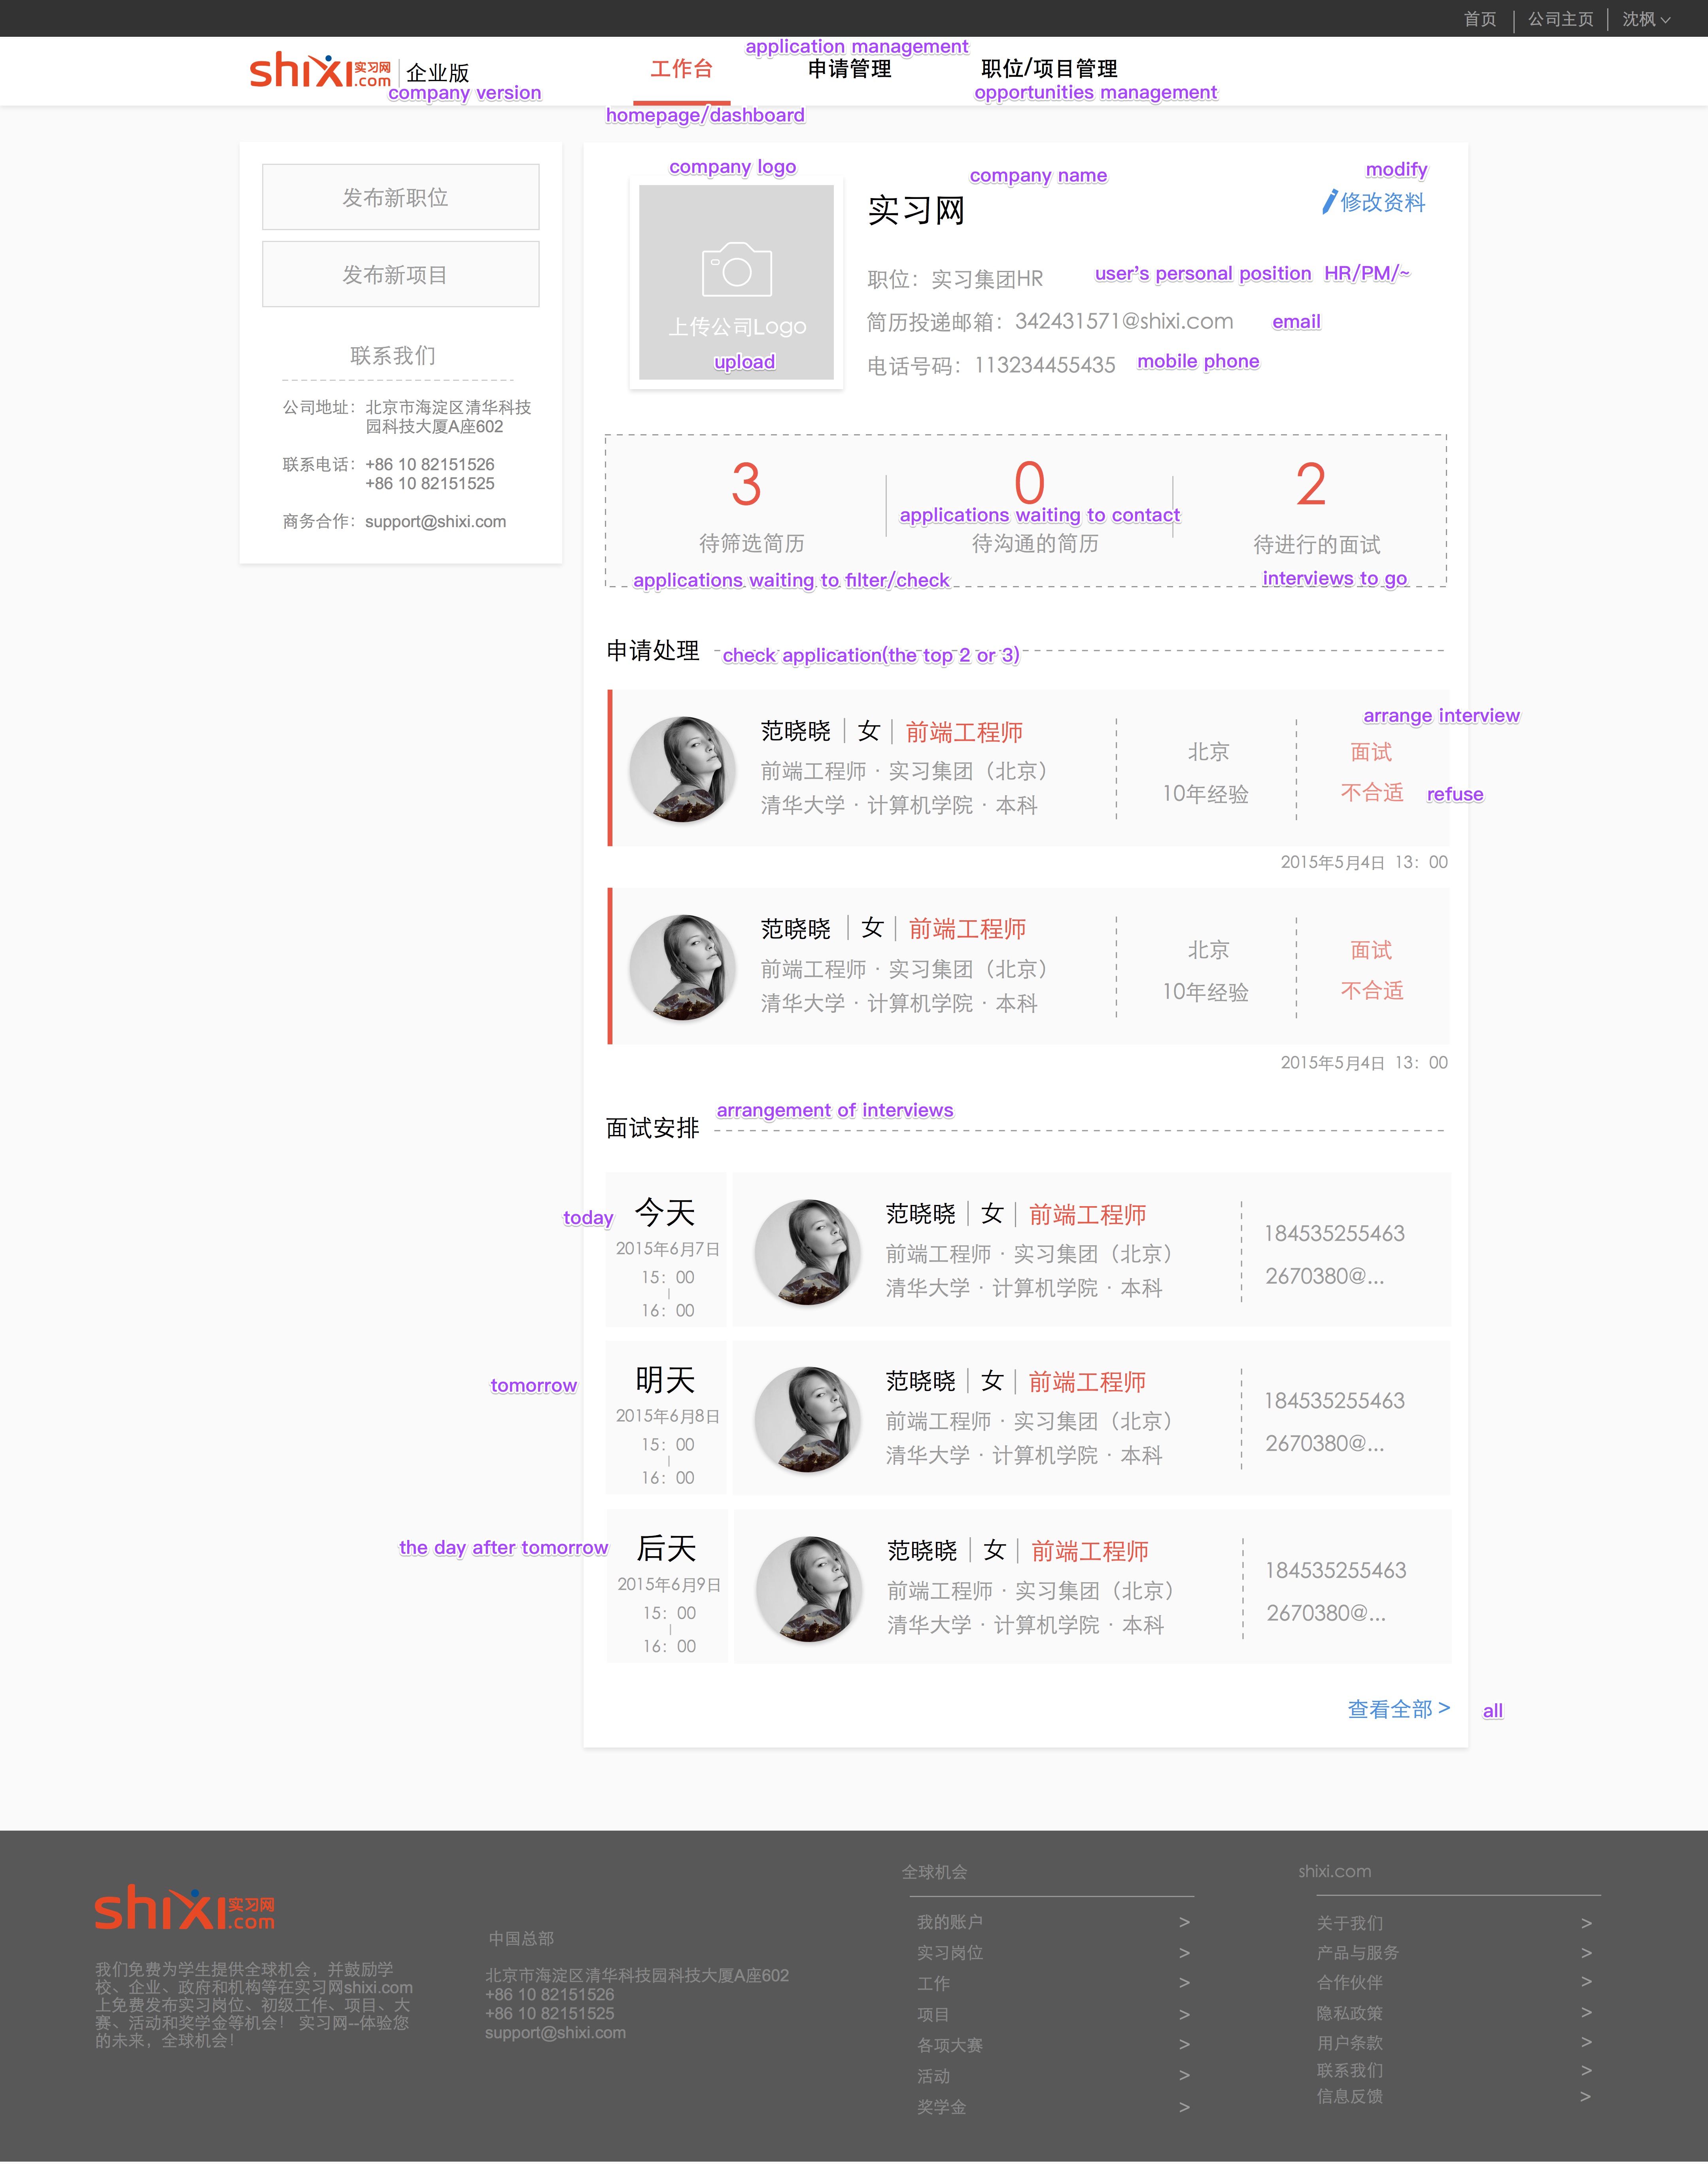 首页 | 公司主页 | 沈枫
application management
shixi实习网.com | 企业版 工作台 申请管理 职位/项目管理
company version opportunities management
homepage/dashboard
发布新职位
发布新项目
联系我们
公司地址：北京市海淀区清华科技
园科技大厦A座602
联系电话：+86 10 82151526
+86 10 82151525
商务合作：support@shixi.com
company logo
company name
modify
实习网
修改资料
上传公司Logo
upload
职位：实习集团HR
user's personal position HR/PM/~
简历投递邮箱：342431571@shixi.com
email
电话号码：113234455435
mobile phone
3 0 2
applications waiting to contact
待筛选简历 待沟通的简历 待进行的面试
applications waiting to filter/check interviews to go
申请处理
check application(the top 2 or 3)
arrange interview
范晓晓 | 女 | 前端工程师
前端工程师 · 实习集团（北京）
清华大学 · 计算机学院 · 本科
北京
10年经验
面试
不合适
refuse
2015年5月4日 13：00
范晓晓 | 女 | 前端工程师
前端工程师 · 实习集团（北京）
清华大学 · 计算机学院 · 本科
北京
10年经验
面试
不合适
2015年5月4日 13：00
arrangement of interviews
面试安排
today
今天
2015年6月7日
15：00
|
16：00
范晓晓 | 女 | 前端工程师
前端工程师 · 实习集团（北京）
清华大学 · 计算机学院 · 本科
184535255463
2670380@...
tomorrow
明天
2015年6月8日
15：00
|
16：00
范晓晓 | 女 | 前端工程师
前端工程师 · 实习集团（北京）
清华大学 · 计算机学院 · 本科
184535255463
2670380@...
the day after tomorrow
后天
2015年6月9日
15：00
|
16：00
范晓晓 | 女 | 前端工程师
前端工程师 · 实习集团（北京）
清华大学 · 计算机学院 · 本科
184535255463
2670380@...
查看全部 >
all
shixi实习网.com
我们免费为学生提供全球机会，并鼓励学
校、企业、政府和机构等在实习网shixi.com
上免费发布实习岗位、初级工作、项目、大
赛、活动和奖学金等机会！ 实习网--体验您
的未来，全球机会！
中国总部
北京市海淀区清华科技园科技大厦A座602
+86 10 82151526
+86 10 82151525
support@shixi.com
全球机会
我的账户 >
实习岗位 >
工作 >
项目 >
各项大赛 >
活动 >
奖学金 >
shixi.com
关于我们 >
产品与服务 >
合作伙伴 >
隐私政策 >
用户条款 >
联系我们 >
信息反馈 >